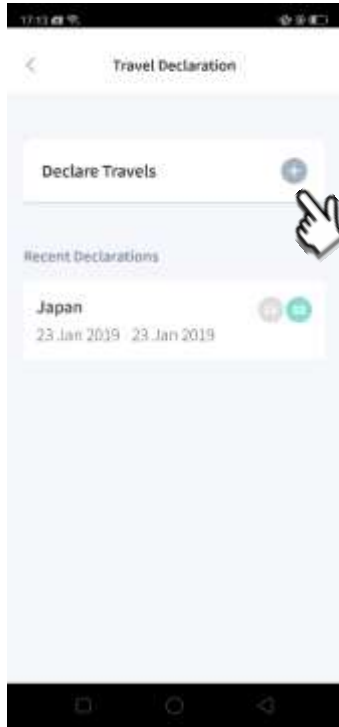 17:13
Travel Declaration
Declare Travels
Recent Declarations
Japan
23 Jan 2019 23 Jan 2019